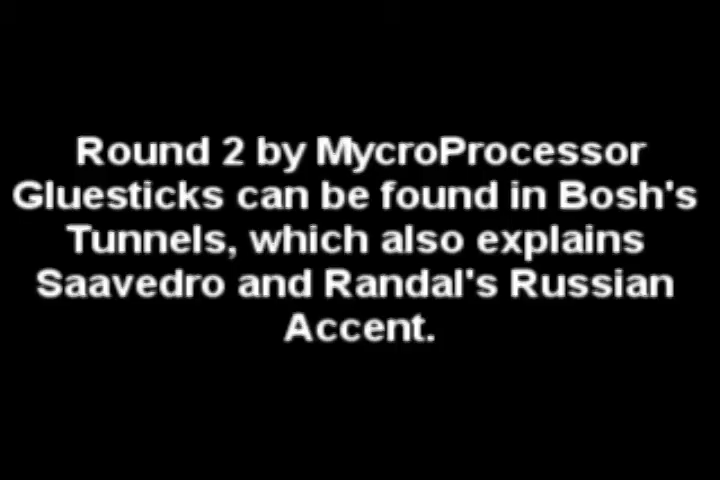 Round 2 by MycroProcessor
Gluesticks can be found in Bosh's
Tunnels, which also explains
Saavedro and Randal's Russian
Accent.